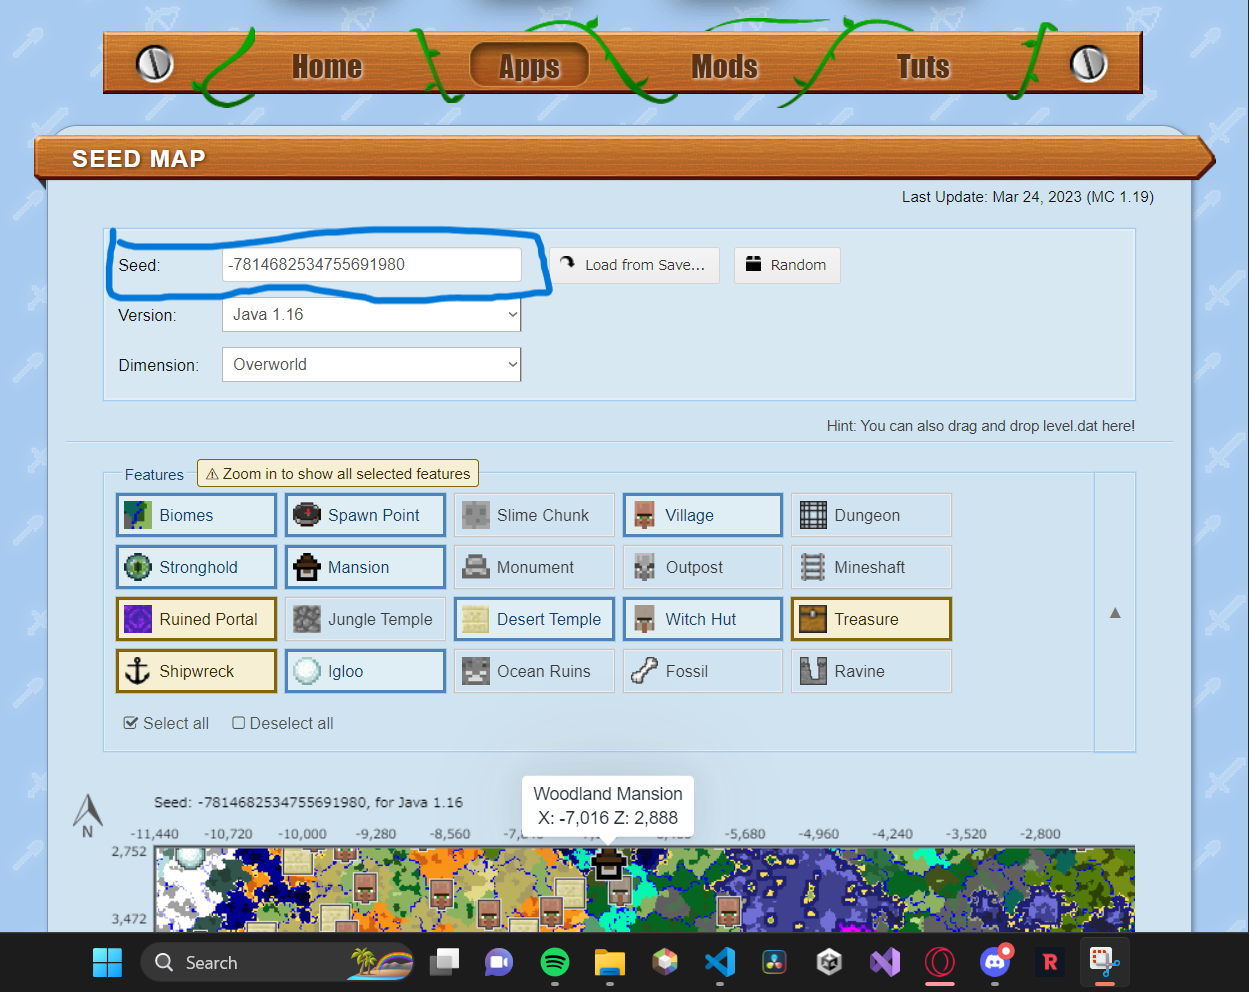 Home Apps Mods Tuts
SEED MAP
Last Update: Mar 24, 2023 (MC 1.19)
Seed: -7814682534755691980 Load from Save... Random
Version: Java 1.16
Dimension: Overworld
Hint: You can also drag and drop level.dat here!
Features ⚠ Zoom in to show all selected features
Biomes Spawn Point Slime Chunk Village Dungeon
Stronghold Mansion Monument Outpost Mineshaft
Ruined Portal Jungle Temple Desert Temple Witch Hut Treasure
Shipwreck Igloo Ocean Ruins Fossil Ravine
Select all Deselect all
Woodland Mansion
X: -7,016 Z: 2,888
Seed: -7814682534755691980, for Java 1.16
N
-11,440 -10,720 -10,000 -9,280 -8,560 -5,680 -4,960 -4,240 -3,520 -2,800
2,752
3,472
Search
R